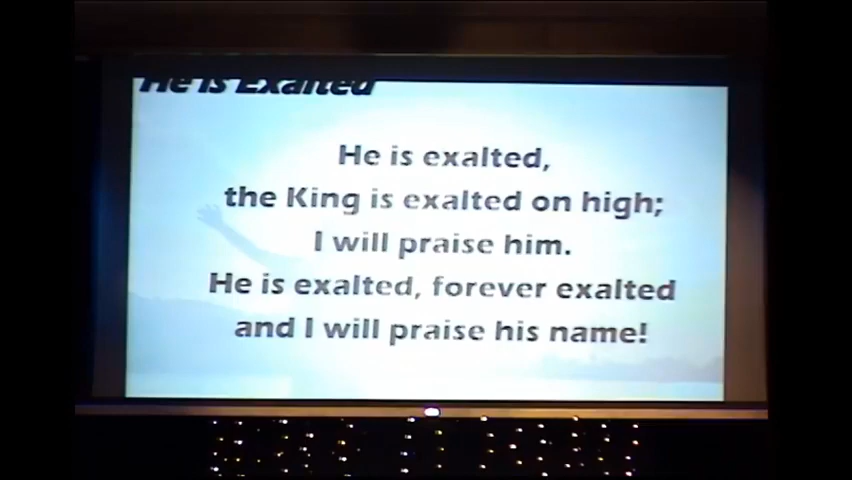 He is Exalted
He is exalted,
the King is exalted on high;
I will praise him.
He is exalted, forever exalted
and I will praise his name!